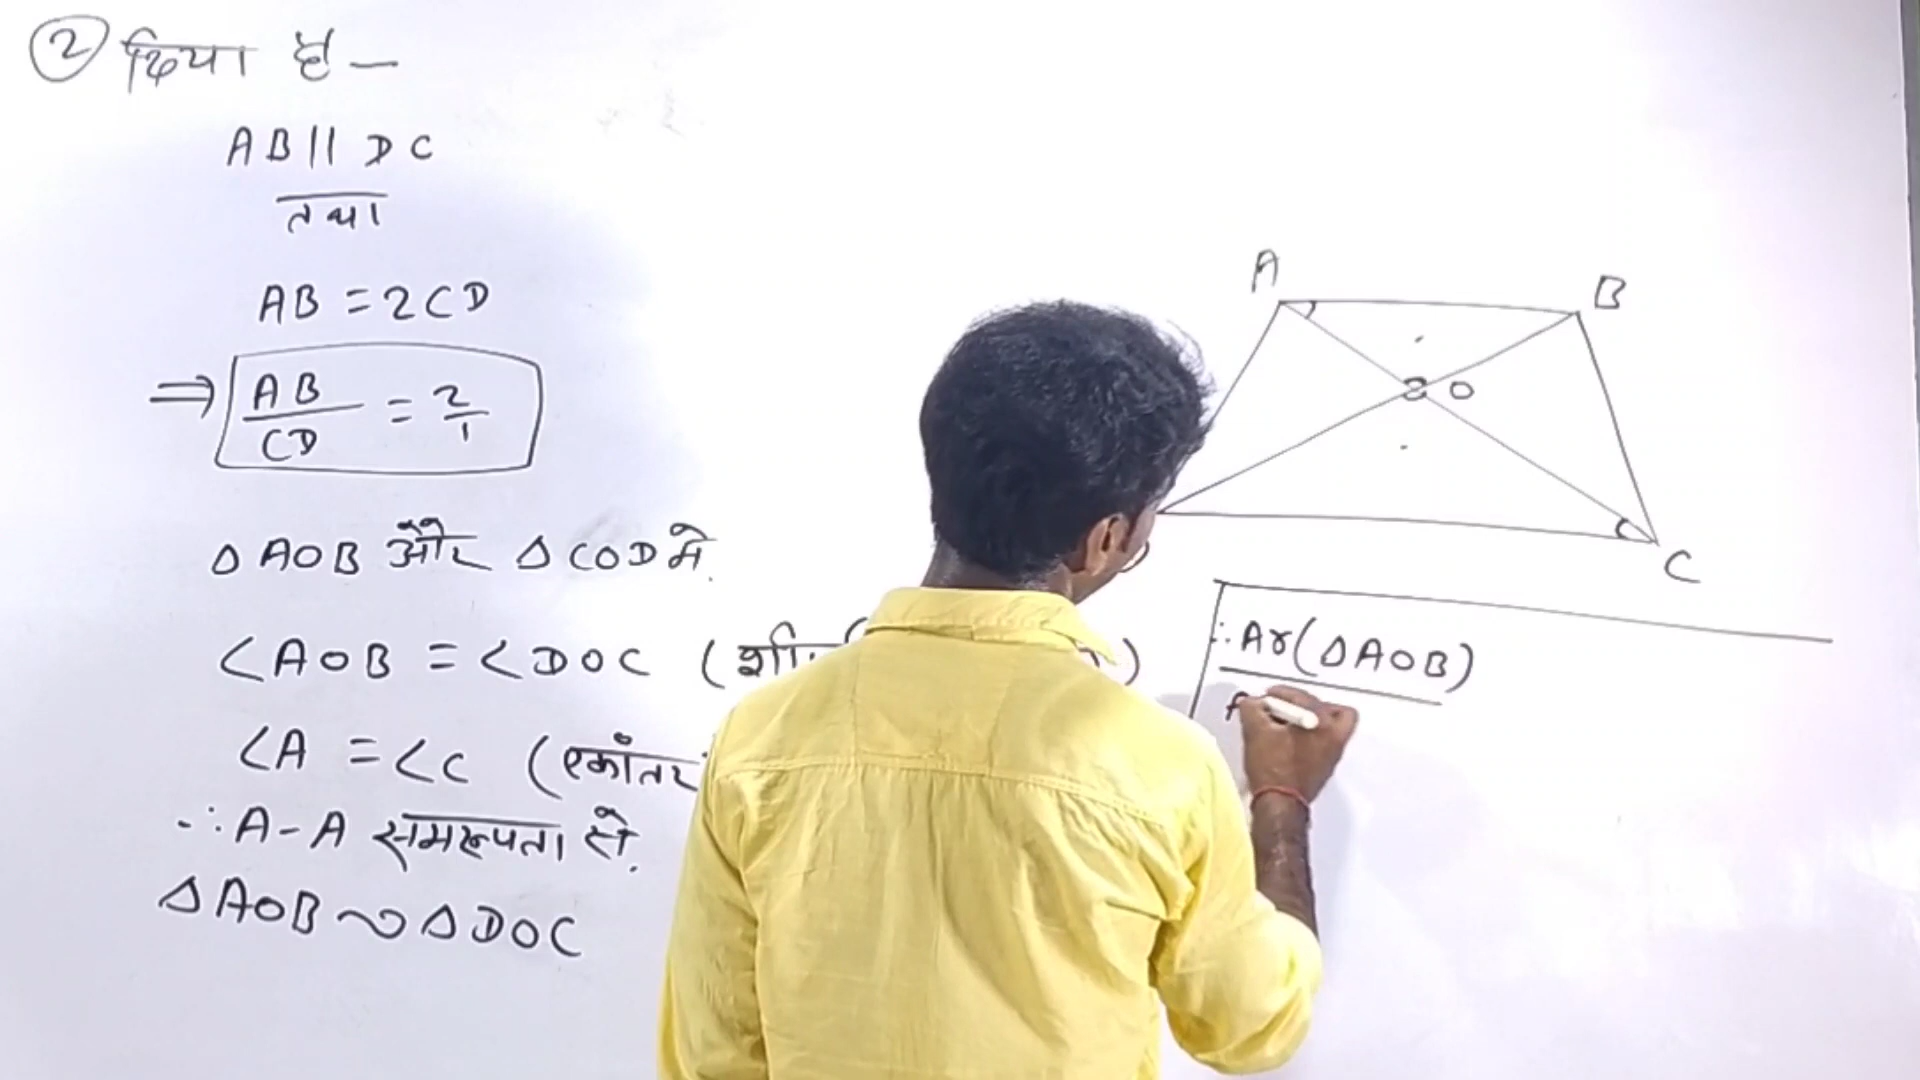 ② दिया है —
AB || DC
तथा
AB = 2CD
⇒ AB/CD = 2/1
Δ AOB और Δ COD में.
∠AOB = ∠DOC (
∠A = ∠C (एकांतर
∴ A-A समरूपता से.
Δ AOB ~ Δ DOC
A
B
O
C
∴ Ar(Δ AOB)